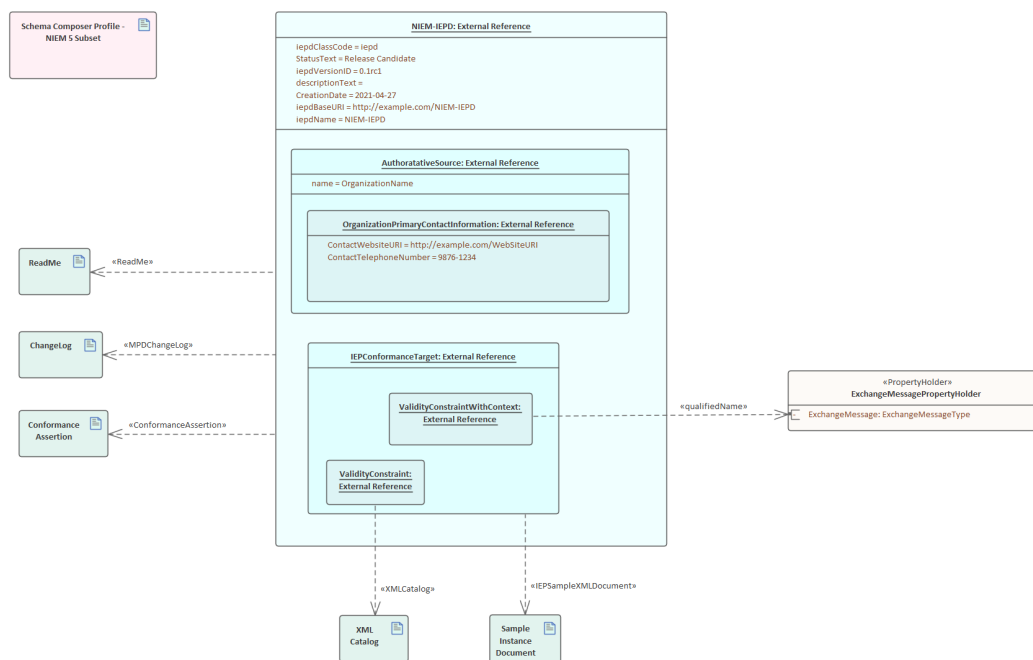 Schema Composer Profile -
NIEM 5 Subset
NIEM-IEPD: External Reference
iepdClassCode = iepd
StatusText = Release Candidate
iepdVersionID = 0.1rc1
descriptionText =
CreationDate = 2021-04-27
iepdBaseURI = http://example.com/NIEM-IEPD
iepdName = NIEM-IEPD
AuthoratativeSource: External Reference
name = OrganizationName
OrganizationPrimaryContactInformation: External Reference
ContactWebsiteURI = http://example.com/WebSiteURI
ContactTelephoneNumber = 9876-1234
ReadMe
«ReadMe»
ChangeLog
«MPDChangeLog»
Conformance
Assertion
«ConformanceAssertion»
IEPConformanceTarget: External Reference
ValidityConstraintWithContext:
External Reference
«qualifiedName»
«PropertyHolder»
ExchangeMessagePropertyHolder
ExchangeMessage: ExchangeMessageType
ValidityConstraint:
External Reference
«XMLCatalog»
«IEPSampleXMLDocument»
XML
Catalog
Sample
Instance
Document